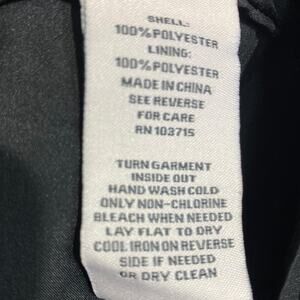 SHELL:
100%POLYESTER
LINING:
100%POLYESTER
MADE IN CHINA
SEE REVERSE
FOR CARE
RN 103715
TURN GARMENT
INSIDE OUT
HAND WASH COLD
ONLY NON-CHLORINE
BLEACH WHEN NEEDED
LAY FLAT TO DRY
COOL IRON ON REVERSE
SIDE IF NEEDED
OR DRY CLEAN